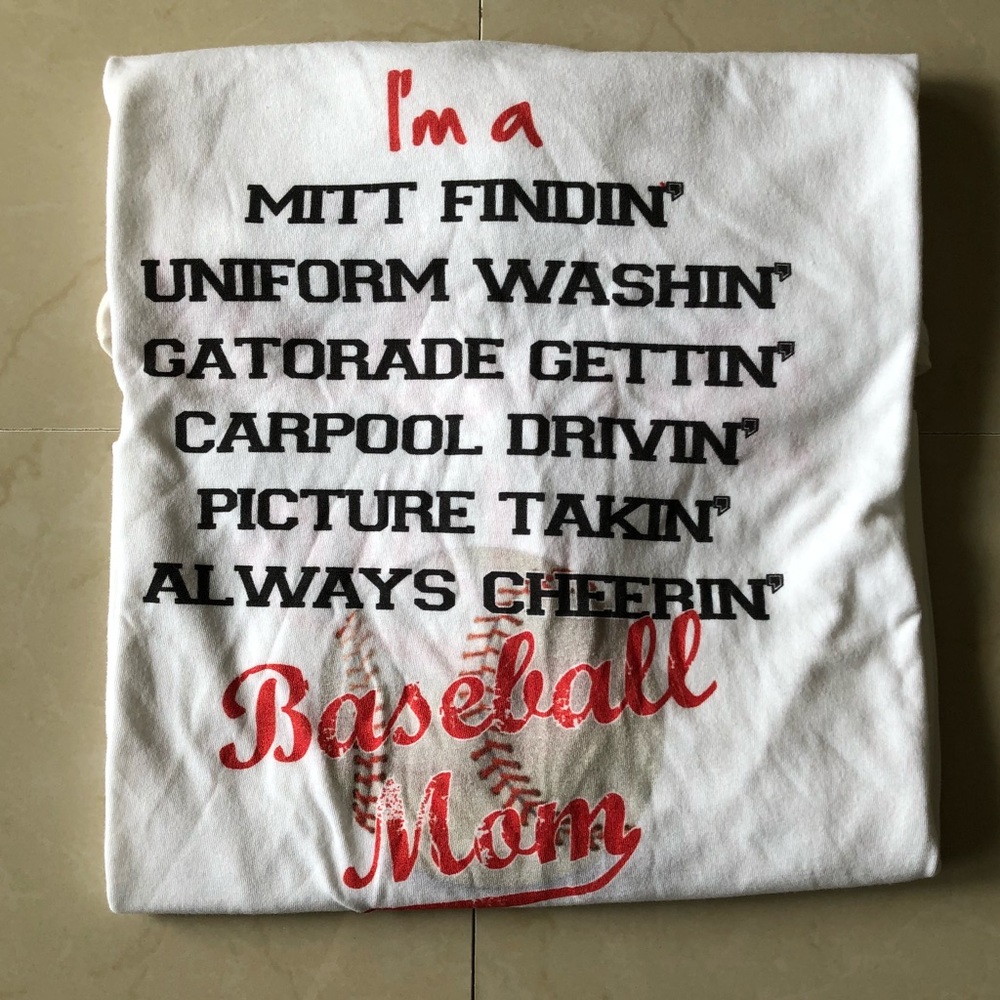 I'm a
MITT FINDIN'
UNIFORM WASHIN'
GATORADE GETTIN'
CARPOOL DRIVIN'
PICTURE TAKIN'
ALWAYS CHEERIN'
Baseball
Mom